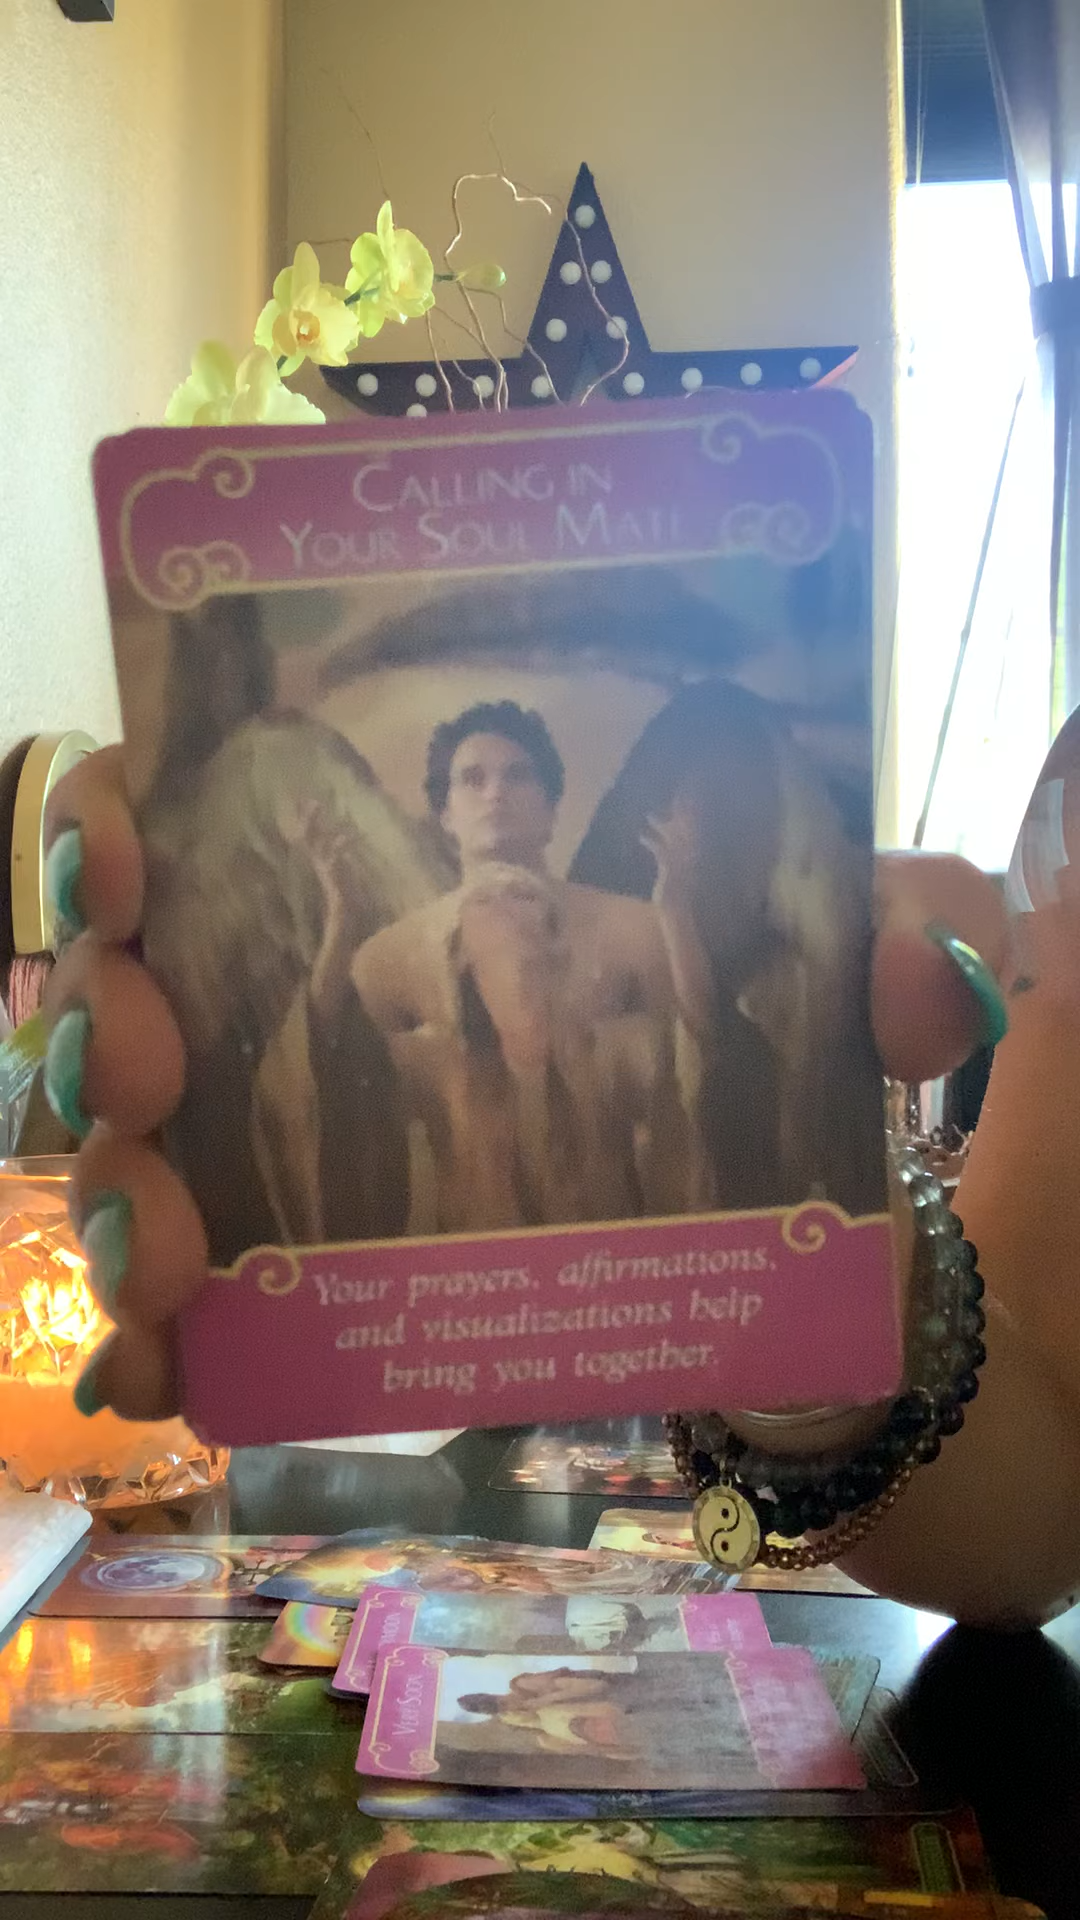 CALLING IN
YOUR SOUL MATE
Your prayers, affirmations,
and visualizations help
bring you together.
VERY SOON